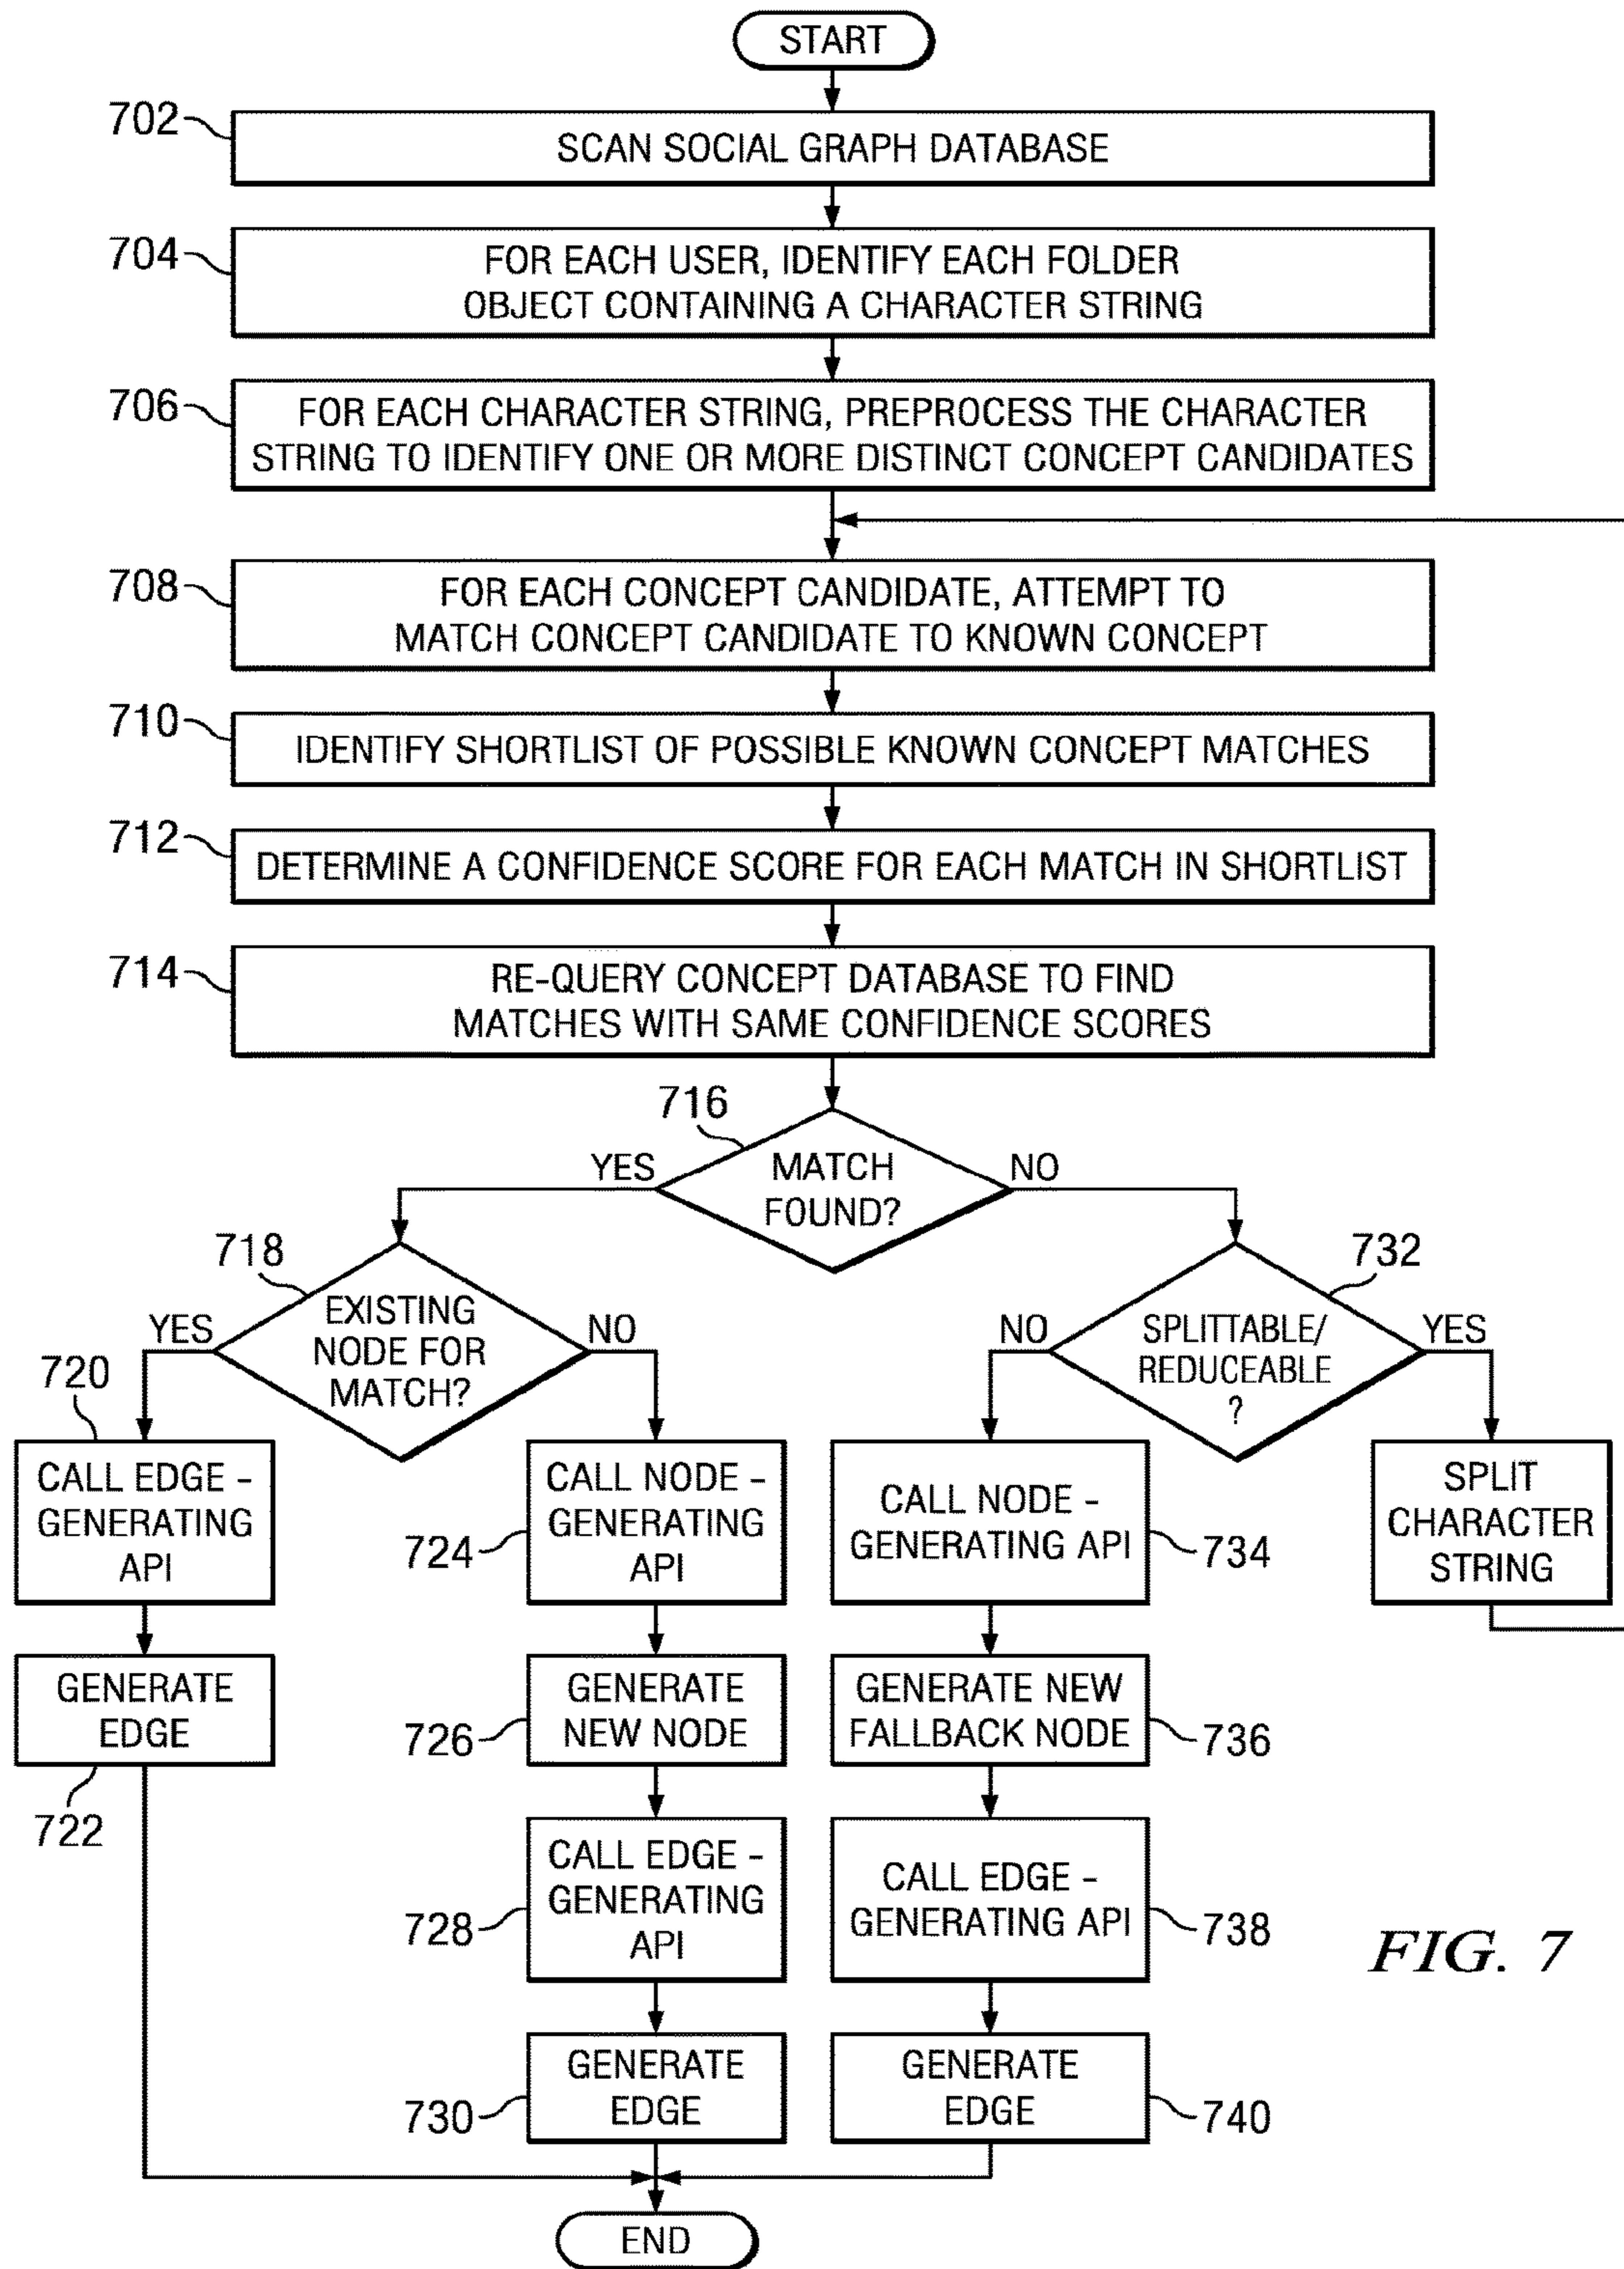 START
702
SCAN SOCIAL GRAPH DATABASE
704
FOR EACH USER, IDENTIFY EACH FOLDER
OBJECT CONTAINING A CHARACTER STRING
706
FOR EACH CHARACTER STRING, PREPROCESS THE CHARACTER
STRING TO IDENTIFY ONE OR MORE DISTINCT CONCEPT CANDIDATES
708
FOR EACH CONCEPT CANDIDATE, ATTEMPT TO
MATCH CONCEPT CANDIDATE TO KNOWN CONCEPT
710
IDENTIFY SHORTLIST OF POSSIBLE KNOWN CONCEPT MATCHES
712
DETERMINE A CONFIDENCE SCORE FOR EACH MATCH IN SHORTLIST
714
RE-QUERY CONCEPT DATABASE TO FIND
MATCHES WITH SAME CONFIDENCE SCORES
716
YES
MATCH
FOUND?
NO
718
YES
EXISTING
NODE FOR
MATCH?
NO
732
NO
SPLITTABLE/
REDUCEABLE
?
YES
720
CALL EDGE -
GENERATING
API
724
CALL NODE -
GENERATING
API
CALL NODE -
GENERATING API
734
SPLIT
CHARACTER
STRING
GENERATE
EDGE
722
726
GENERATE
NEW NODE
GENERATE NEW
FALLBACK NODE
736
728
CALL EDGE -
GENERATING
API
CALL EDGE -
GENERATING API
738
FIG. 7
730
GENERATE
EDGE
GENERATE
EDGE
740
END